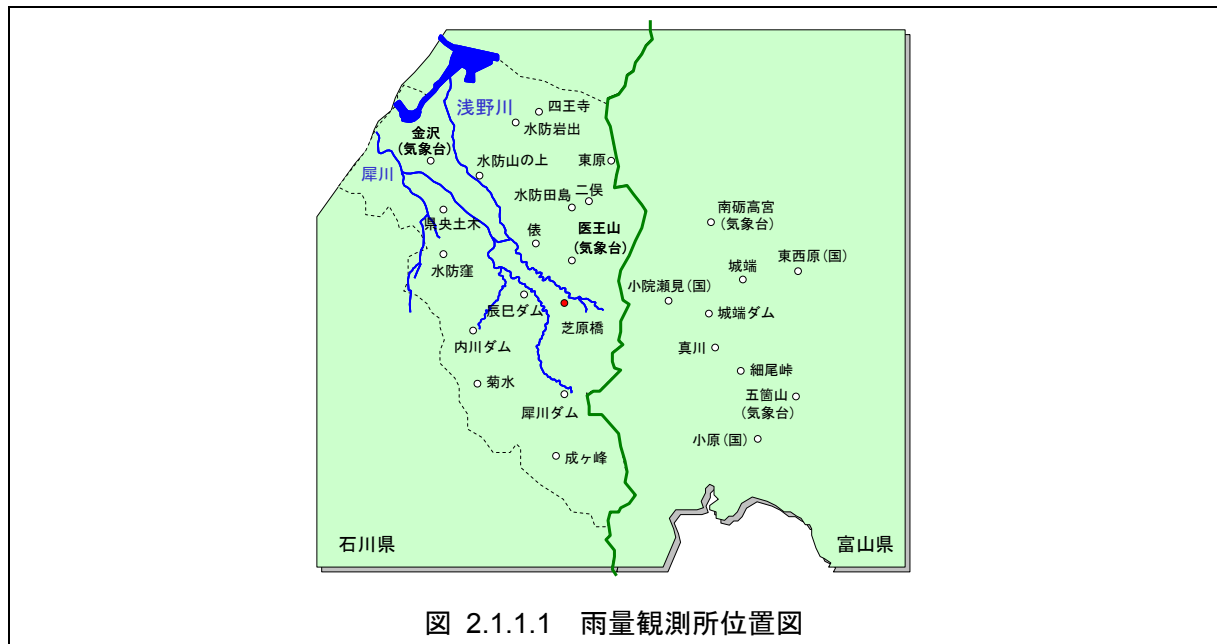 浅野川
四王寺
水防岩出
金沢
(気象台)
水防山の上
東原
犀川
水防田島
二俣
県央土木
俵
医王山
(気象台)
南砺高宮
(気象台)
水防窪
城端
東西原(国)
小院瀬見(国)
辰巳ダム
芝原橋
城端ダム
内川ダム
真川
菊水
細尾峠
犀川ダム
五箇山
(気象台)
小原(国)
成ヶ峰
石川県
富山県
図 2.1.1.1 雨量観測所位置図